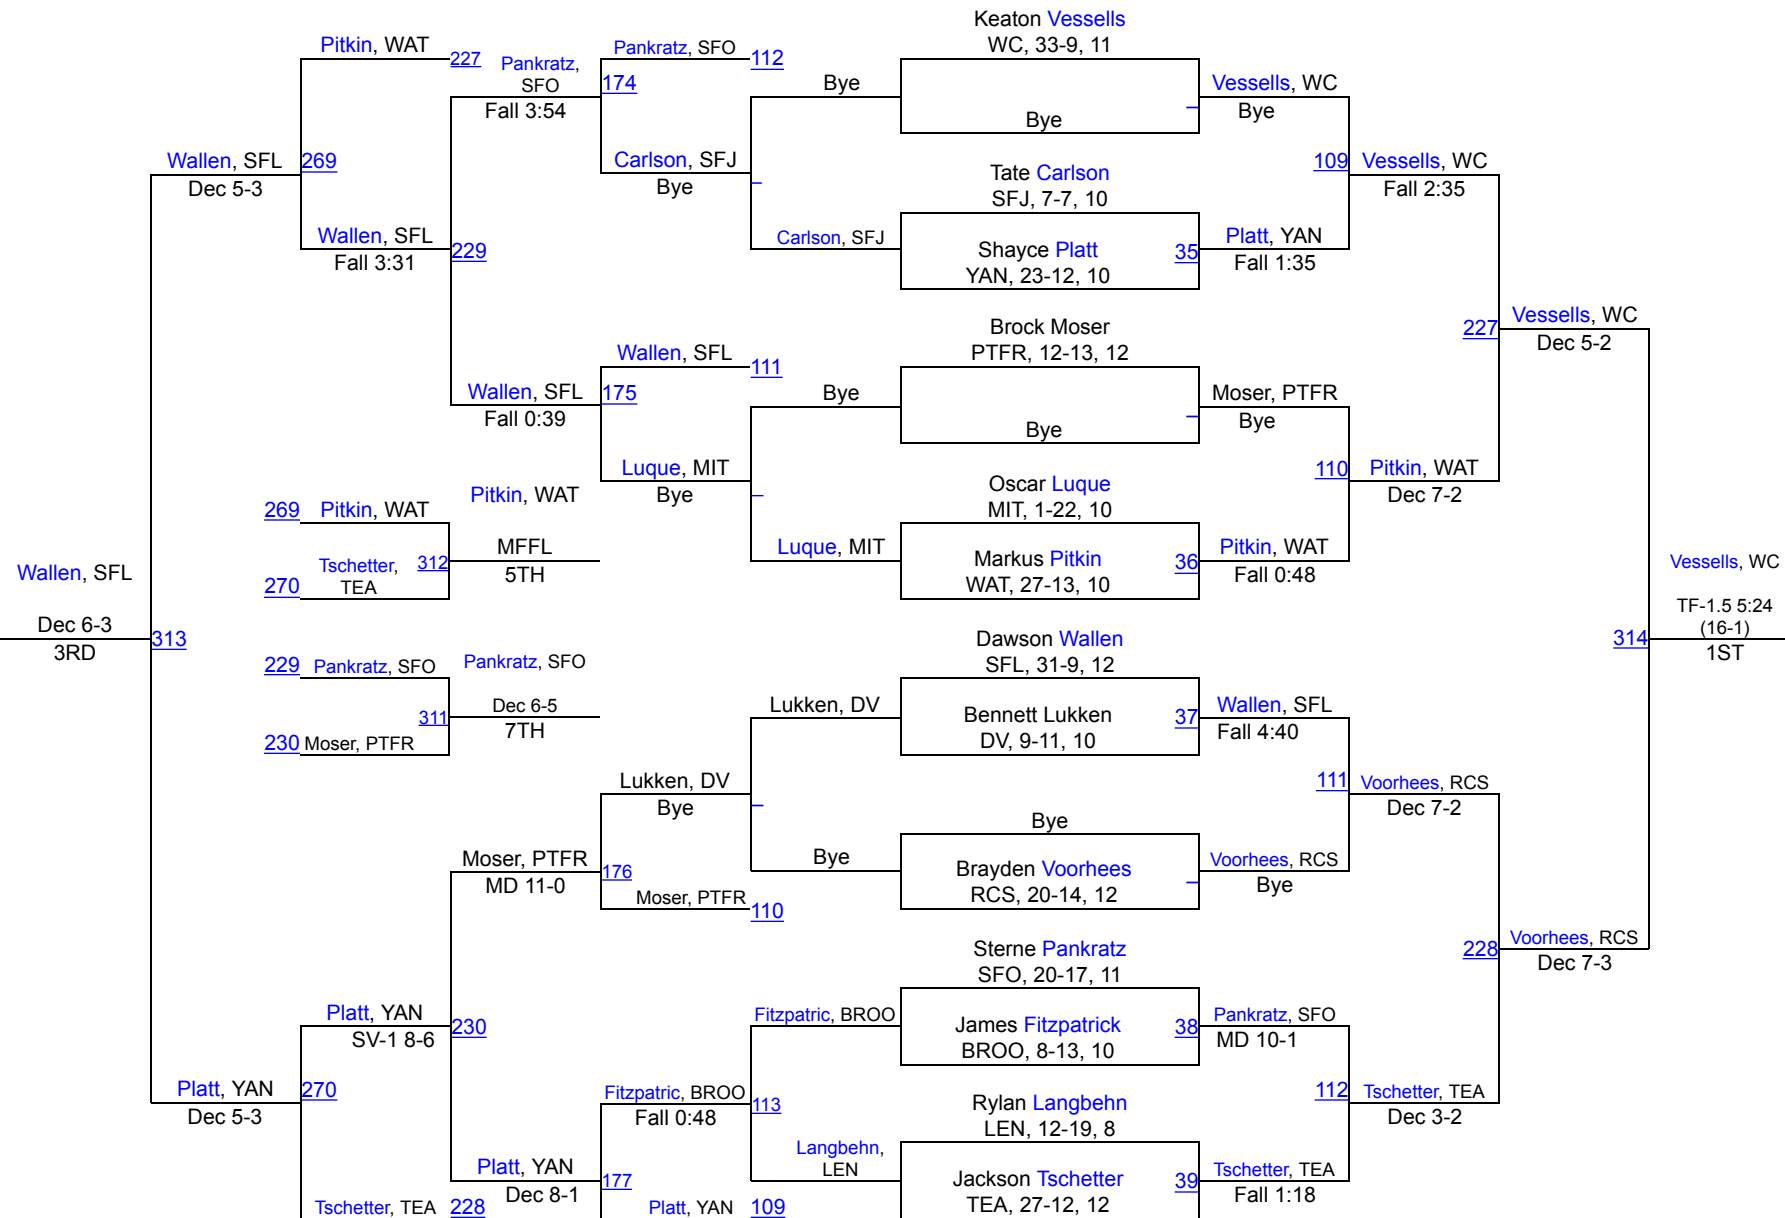 Keaton Vessells
Pitkin, WAT
227
Pankratz,
SFO
Fall 3:54
Pankratz, SFO
112
174
WC, 33-9, 11
Bye
Bye
Vessells, WC
Bye
Wallen, SFL
269
Dec 5-3
Carlson, SFJ
Bye
Tate Carlson
SFJ, 7-7, 10
109
Vessells, WC
Fall 2:35
Wallen, SFL
Fall 3:31
229
Carlson, SFJ
Shayce Platt
YAN, 23-12, 10
35
Platt, YAN
Fall 1:35
Vessells, WC
227
Dec 5-2
Brock Moser
PTFR, 12-13, 12
Wallen, SFL
111
Wallen, SFL
175
Fall 0:39
Bye
Bye
Moser, PTFR
Bye
Luque, MIT
Bye
110
Pitkin, WAT
Dec 7-2
Oscar Luque
MIT, 1-22, 10
269
Pitkin, WAT
Pitkin, WAT
Tschetter,
TEA
270
312
MFFL
5TH
Luque, MIT
Markus Pitkin
WAT, 27-13, 10
36
Pitkin, WAT
Fall 0:48
Wallen, SFL
Dec 6-3
3RD
313
Vessells, WC
TF-1.5 5:24
(16-1)
1ST
314
Dawson Wallen
SFL, 31-9, 12
229
Pankratz, SFO
Pankratz, SFO
311
Dec 6-5
7TH
230
Moser, PTFR
Lukken, DV
Bennett Lukken
DV, 9-11, 10
37
Wallen, SFL
Fall 4:40
Lukken, DV
Bye
111
Voorhees, RCS
Dec 7-2
Bye
Moser, PTFR
MD 11-0
176
Moser, PTFR
110
Bye
Brayden Voorhees
RCS, 20-14, 12
Voorhees, RCS
Bye
Sterne Pankratz
SFO, 20-17, 11
228
Voorhees, RCS
Dec 7-3
Platt, YAN
SV-1 8-6
230
Fitzpatric, BROO
James Fitzpatrick
BROO, 8-13, 10
38
Pankratz, SFO
MD 10-1
Platt, YAN
270
Dec 5-3
Fitzpatric, BROO
113
Fall 0:48
Rylan Langbehn
LEN, 12-19, 8
112
Tschetter, TEA
Dec 3-2
Langbehn,
LEN
Platt, YAN
177
Dec 8-1
Jackson Tschetter
TEA, 27-12, 12
39
Tschetter, TEA
Fall 1:18
Tschetter, TEA
228
Platt, YAN
109